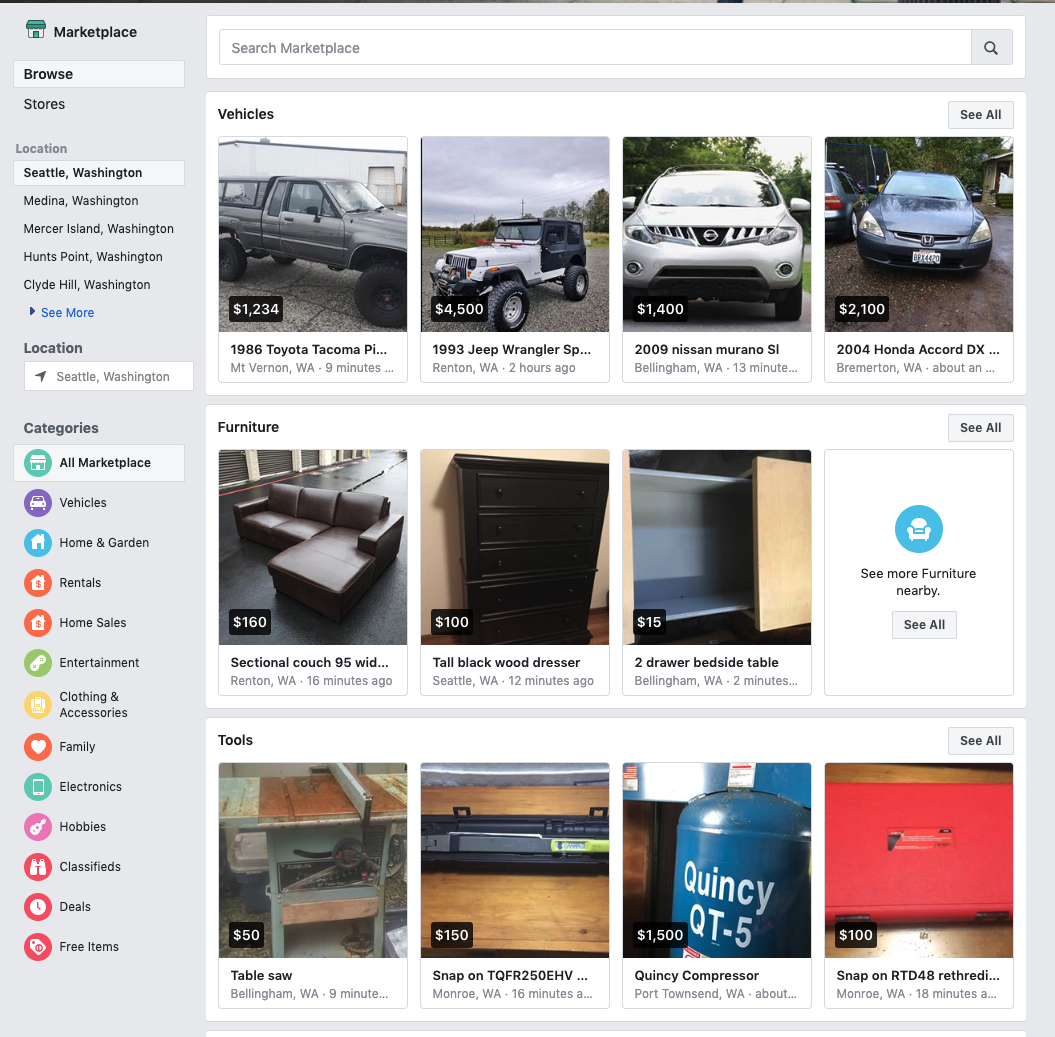 Marketplace
Browse
Stores
Location
Seattle, Washington
Medina, Washington
Mercer Island, Washington
Hunts Point, Washington
Clyde Hill, Washington
See More
Location
Seattle, Washington
Categories
All Marketplace
Vehicles
Home & Garden
Rentals
Home Sales
Entertainment
Clothing &
Accessories
Family
Electronics
Hobbies
Classifieds
Deals
Free Items
Search Marketplace
Vehicles
See All
$1,234
1986 Toyota Tacoma Pi...
Mt Vernon, WA · 9 minutes ...
$4,500
1993 Jeep Wrangler Sp...
Renton, WA · 2 hours ago
$1,400
2009 nissan murano Sl
Bellingham, WA · 13 minute...
$2,100
2004 Honda Accord DX ...
Bremerton, WA · about an ...
Furniture
See All
$160
Sectional couch 95 wid...
Renton, WA · 16 minutes ago
$100
Tall black wood dresser
Seattle, WA · 12 minutes ago
$15
2 drawer bedside table
Bellingham, WA · 2 minutes...
See more Furniture
nearby.
See All
Tools
See All
$50
Table saw
Bellingham, WA · 9 minute...
$150
Snap on TQFR250EHV ...
Monroe, WA · 16 minutes a...
Quincy
QT-5
$1,500
Quincy Compressor
Port Townsend, WA · about...
$100
Snap on RTD48 rethredi...
Monroe, WA · 18 minutes a...